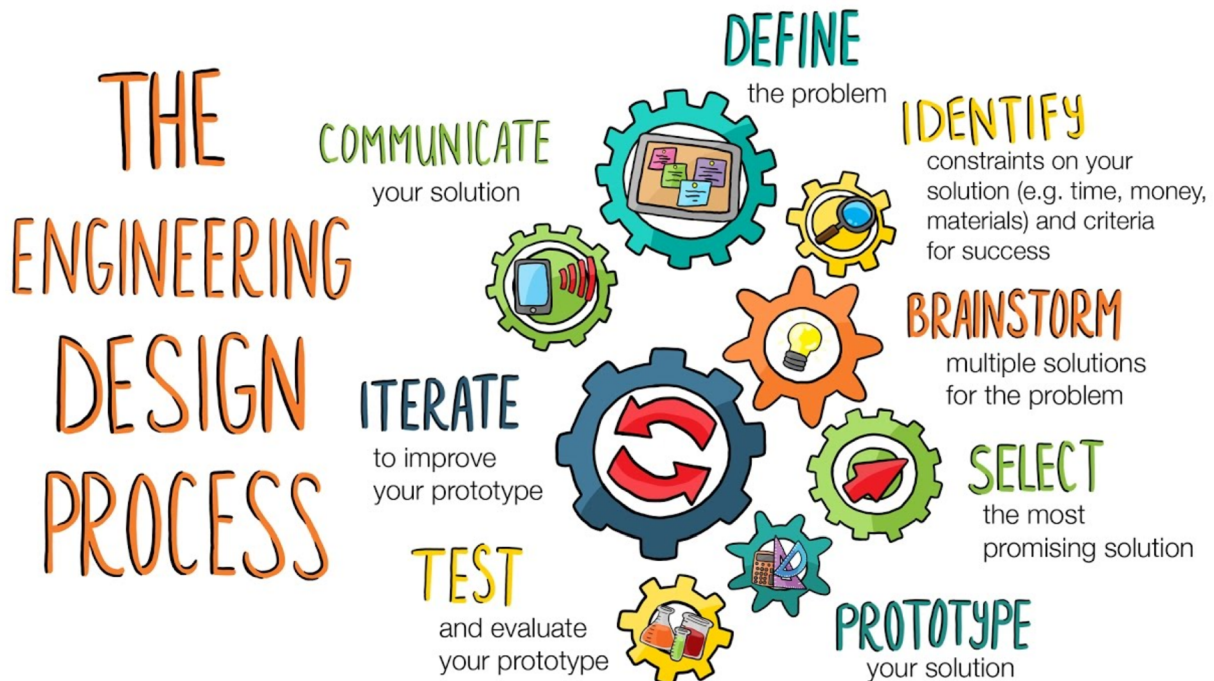 THE
ENGINEERING
DESIGN
PROCESS
DEFINE
the problem
IDENTIFY
constraints on your
solution (e.g. time, money,
materials) and criteria
for success
BRAINSTORM
multiple solutions
for the problem
SELECT
the most
promising solution
PROTOTYPE
your solution
TEST
and evaluate
your prototype
ITERATE
to improve
your prototype
COMMUNICATE
your solution